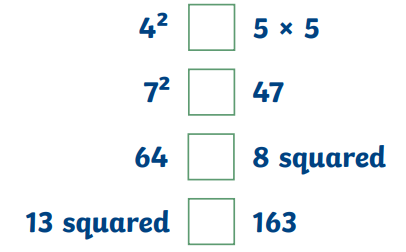 4² 5 × 5
7² 47
64 8 squared
13 squared 163